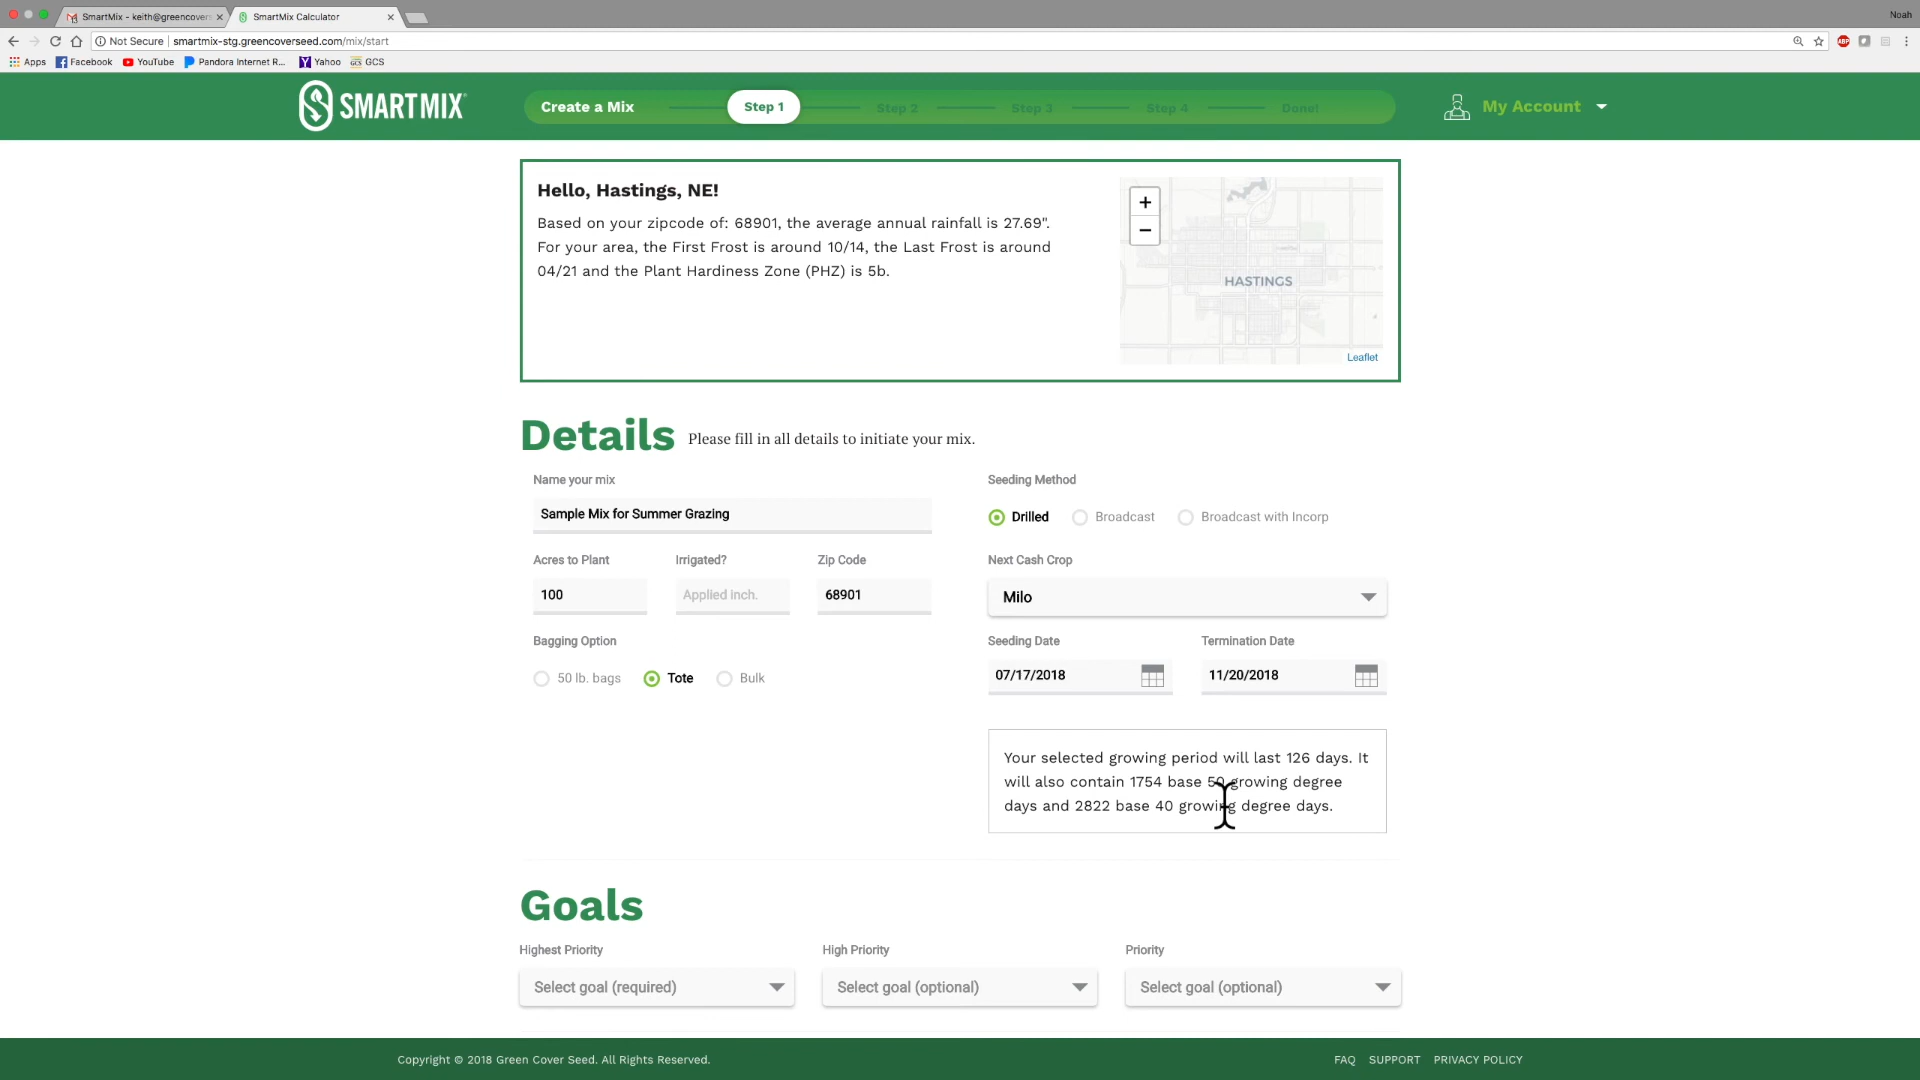 SmartMix - keith@greencovers
SmartMix Calculator
Noah
Not Secure | smartmix-stg.greencoverseed.com/mix/start
ABP
Apps Facebook YouTube Pandora Internet R... Yahoo GCS GCS
SMARTMIX
Create a Mix Step 1 Step 2 Step 3 Step 4 Done!
My Account
Hello, Hastings, NE!
Based on your zipcode of: 68901, the average annual rainfall is 27.69".
For your area, the First Frost is around 10/14, the Last Frost is around
04/21 and the Plant Hardiness Zone (PHZ) is 5b.
+
−
HASTINGS
Leaflet
Details Please fill in all details to initiate your mix.
Name your mix
Sample Mix for Summer Grazing
Seeding Method
Drilled Broadcast Broadcast with Incorp
Acres to Plant Irrigated? Zip Code
100 Applied inch. 68901
Next Cash Crop
Milo
Bagging Option
50 lb. bags Tote Bulk
Seeding Date Termination Date
07/17/2018 11/20/2018
Your selected growing period will last 126 days. It
will also contain 1754 base 50 growing degree
days and 2822 base 40 growing degree days.
Goals
Highest Priority High Priority Priority
Select goal (required) Select goal (optional) Select goal (optional)
Copyright © 2018 Green Cover Seed. All Rights Reserved.
FAQ SUPPORT PRIVACY POLICY